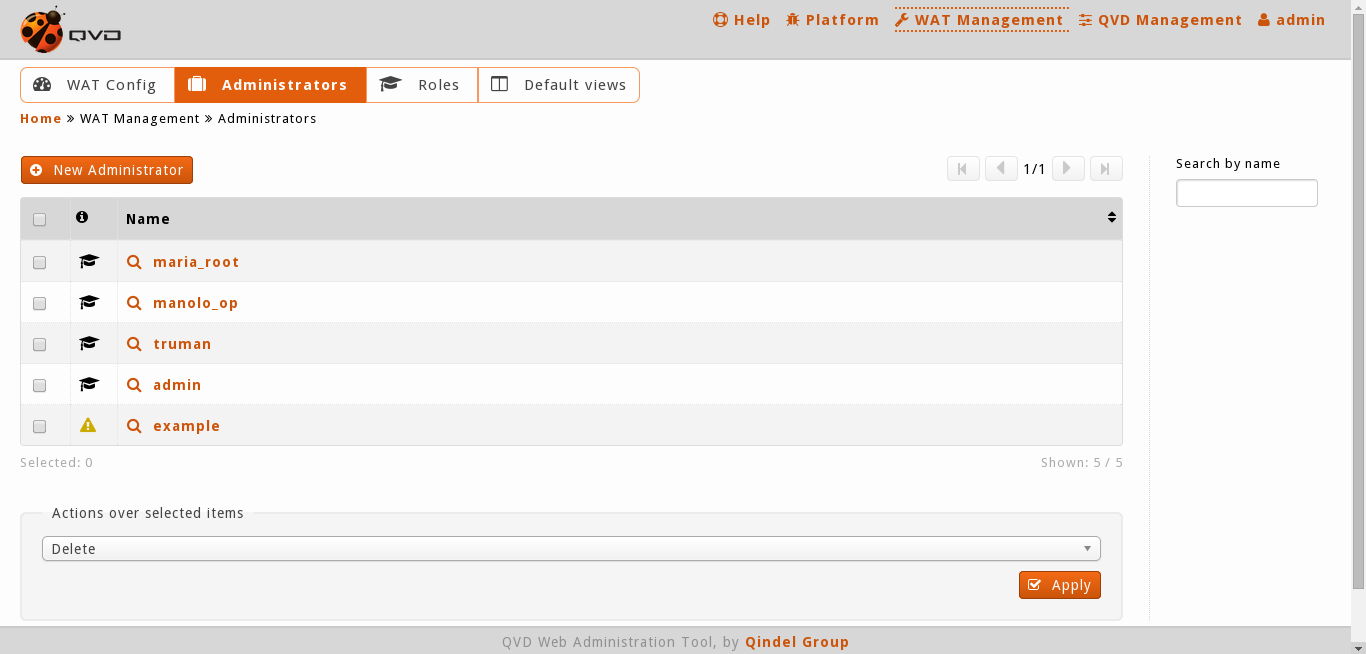 QVD
Help Platform WAT Management QVD Management admin
WAT Config Administrators Roles Default views
Home » WAT Management » Administrators
New Administrator
1/1
Search by name
Name
maria_root
manolo_op
truman
admin
example
Selected: 0
Shown: 5 / 5
Actions over selected items
Delete
Apply
QVD Web Administration Tool, by Qindel Group